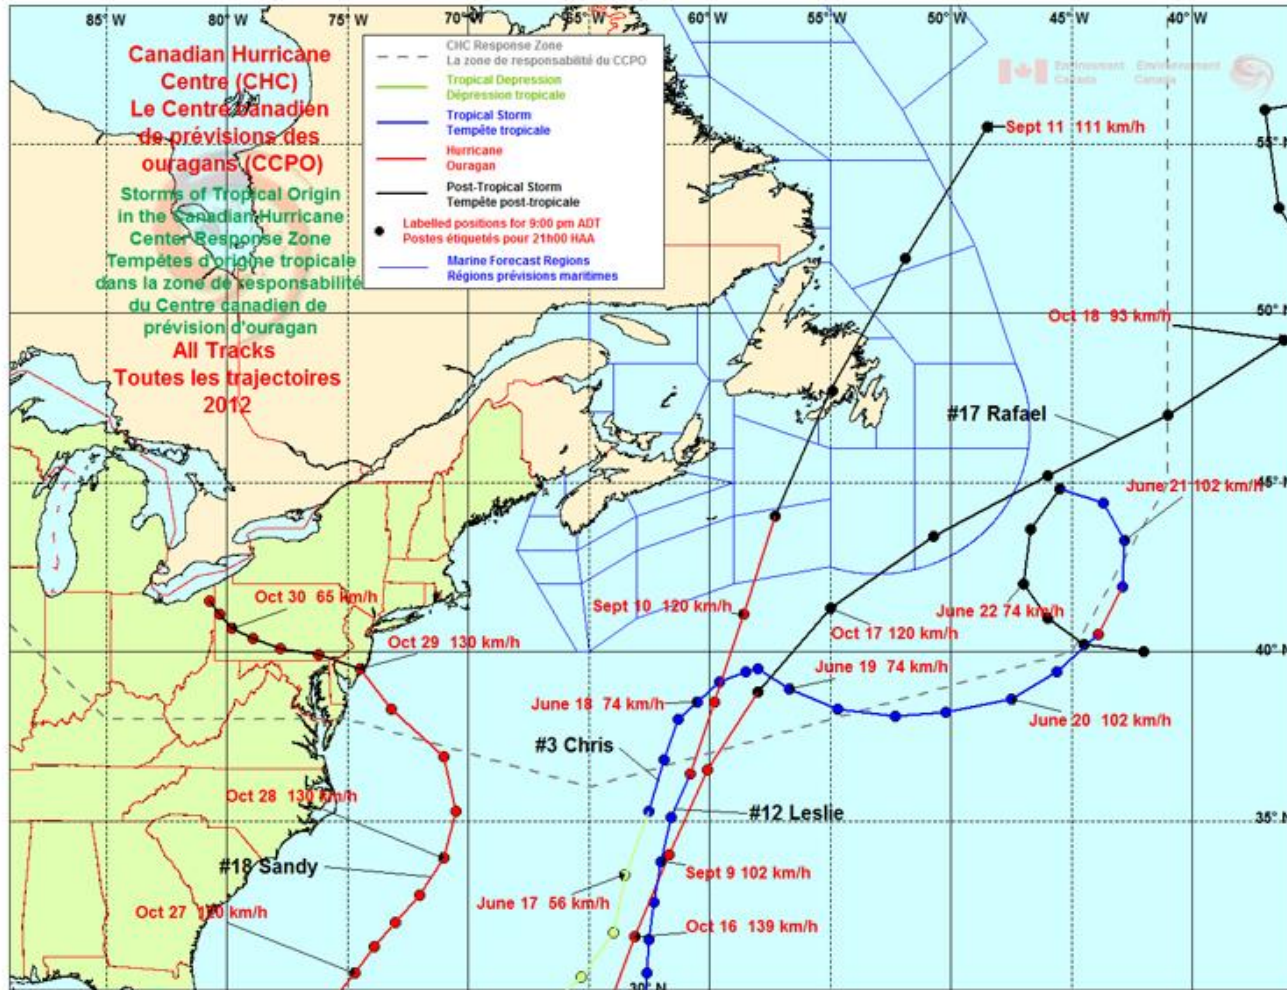 85°W
80°W
75°W
70°W
65°W
60°W
55°W
50°W
45°W
40°W
Canadian Hurricane
Centre (CHC)
Le Centre canadien
de prévisions des
ouragans (CCPO)
Storms of Tropical Origin
in the Canadian Hurricane
Center Response Zone
Tempêtes d'origine tropicale
dans la zone de responsabilité
du Centre canadien de
prévision d'ouragan
All Tracks
Toutes les trajectoires
2012
CHC Response Zone
La zone de responsabilité du CCPO
Tropical Depression
Dépression tropicale
Tropical Storm
Tempête tropicale
Hurricane
Ouragan
Post-Tropical Storm
Tempête post-tropicale
Labelled positions for 9:00 pm ADT
Postes étiquetés pour 21h00 HAA
Marine Forecast Regions
Régions prévisions maritimes
Environment
Canada
Environnement
Canada
Sept 11 111 km/h
55° N
50° N
Oct 18 93 km/h
#17 Rafael
45° N
June 21 102 km/h
Oct 30 65 km/h
Sept 10 120 km/h
June 22 74 km/h
Oct 29 130 km/h
Oct 17 120 km/h
40° N
June 19 74 km/h
June 18 74 km/h
June 20 102 km/h
#3 Chris
Oct 28 130 km/h
#12 Leslie
35° N
#18 Sandy
Sept 9 102 km/h
June 17 56 km/h
Oct 27 120 km/h
Oct 16 139 km/h
30° N